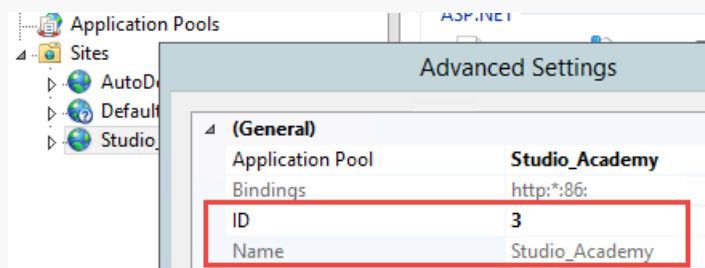 Application Pools
ASP.NET
Sites
Advanced Settings
AutoD
Default
Studio_
(General)
Application Pool Studio_Academy
Bindings http:*:86:
ID 3
Name Studio_Academy